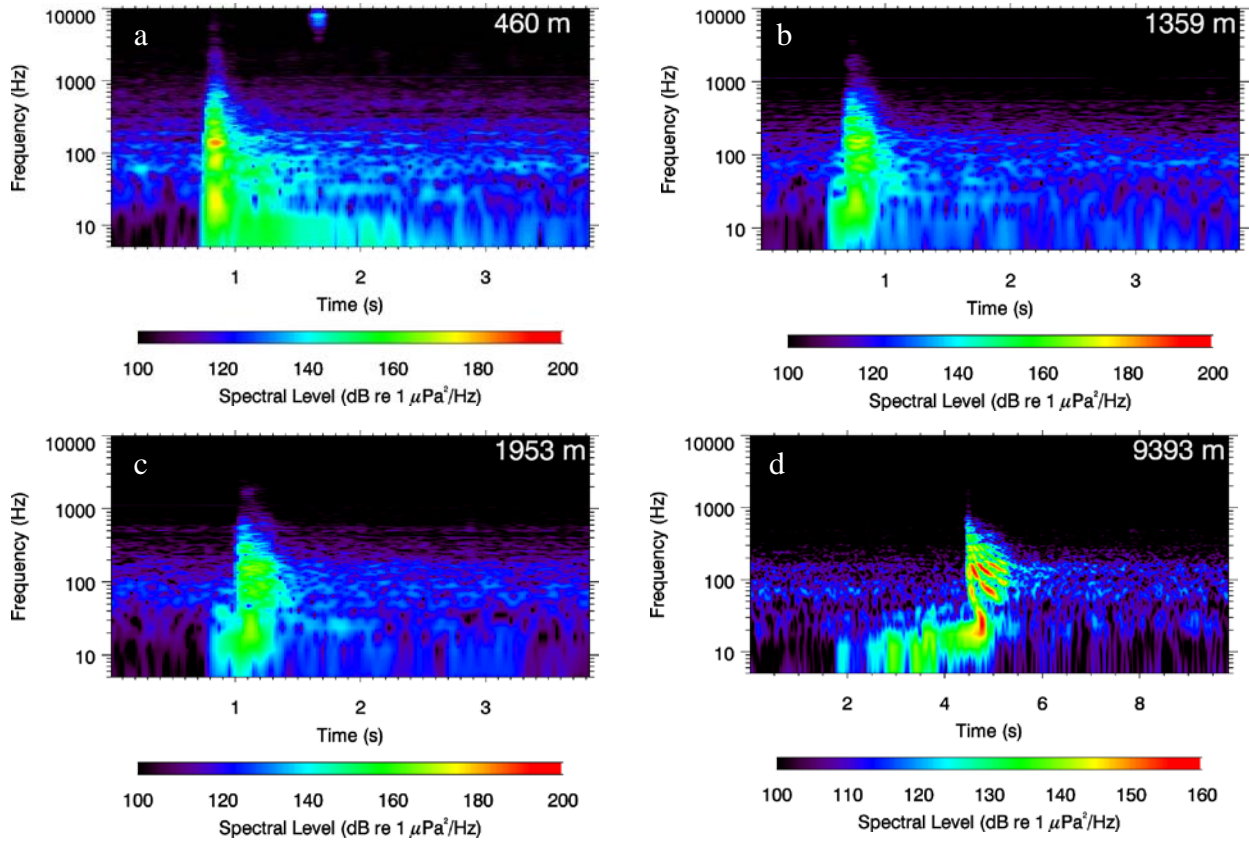 a
460 m
Frequency (Hz)
10000
1000
100
10
1
2
3
Time (s)
100
120
140
160
180
200
Spectral Level (dB re 1 μPa²/Hz)
b
1359 m
Frequency (Hz)
10000
1000
100
10
1
2
3
Time (s)
100
120
140
160
180
200
Spectral Level (dB re 1 μPa²/Hz)
c
1953 m
Frequency (Hz)
10000
1000
100
10
1
2
3
Time (s)
100
120
140
160
180
200
Spectral Level (dB re 1 μPa²/Hz)
d
9393 m
Frequency (Hz)
10000
1000
100
10
2
4
6
8
Time (s)
100
110
120
130
140
150
160
Spectral Level (dB re 1 μPa²/Hz)